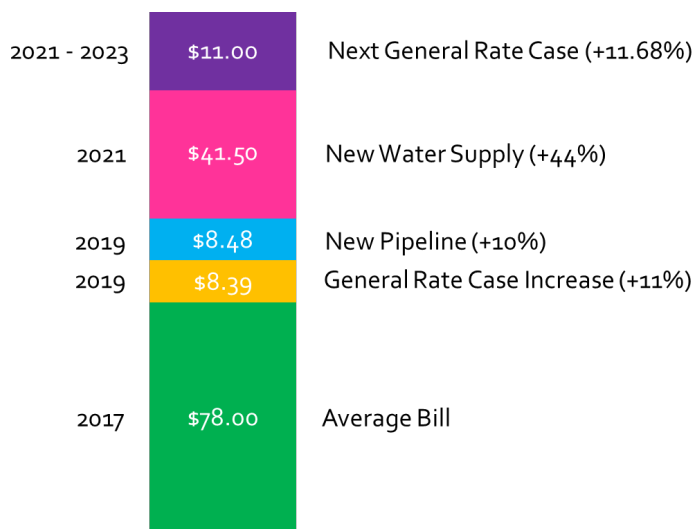 2021 - 2023 $11.00 Next General Rate Case (+11.68%)
2021 $41.50 New Water Supply (+44%)
2019 $8.48 New Pipeline (+10%)
2019 $8.39 General Rate Case Increase (+11%)
2017 $78.00 Average Bill